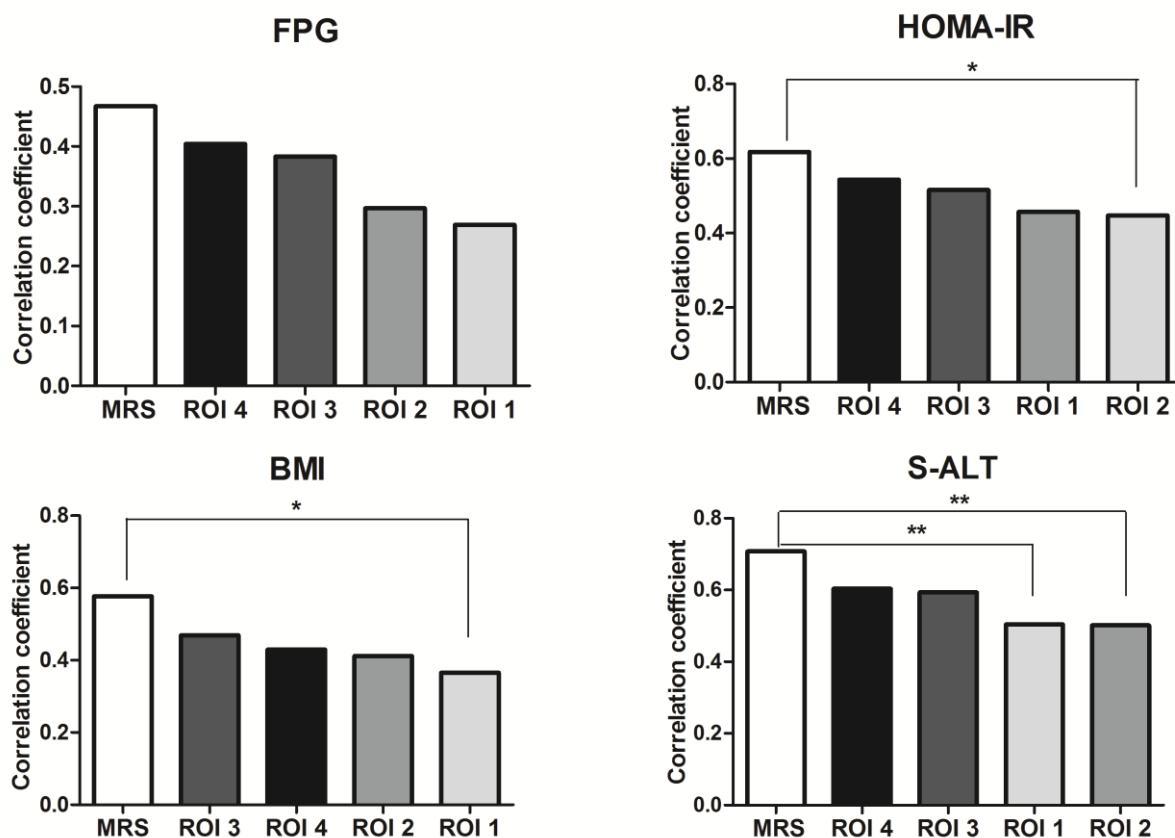 FPG
Correlation coefficient
0.5
0.4
0.3
0.2
0.1
0.0
MRS ROI 4 ROI 3 ROI 2 ROI 1
HOMA-IR
*
Correlation coefficient
0.8
0.6
0.4
0.2
0.0
MRS ROI 4 ROI 3 ROI 1 ROI 2
BMI
*
Correlation coefficient
0.8
0.6
0.4
0.2
0.0
MRS ROI 3 ROI 4 ROI 2 ROI 1
S-ALT
**
**
Correlation coefficient
0.8
0.6
0.4
0.2
0.0
MRS ROI 4 ROI 3 ROI 1 ROI 2